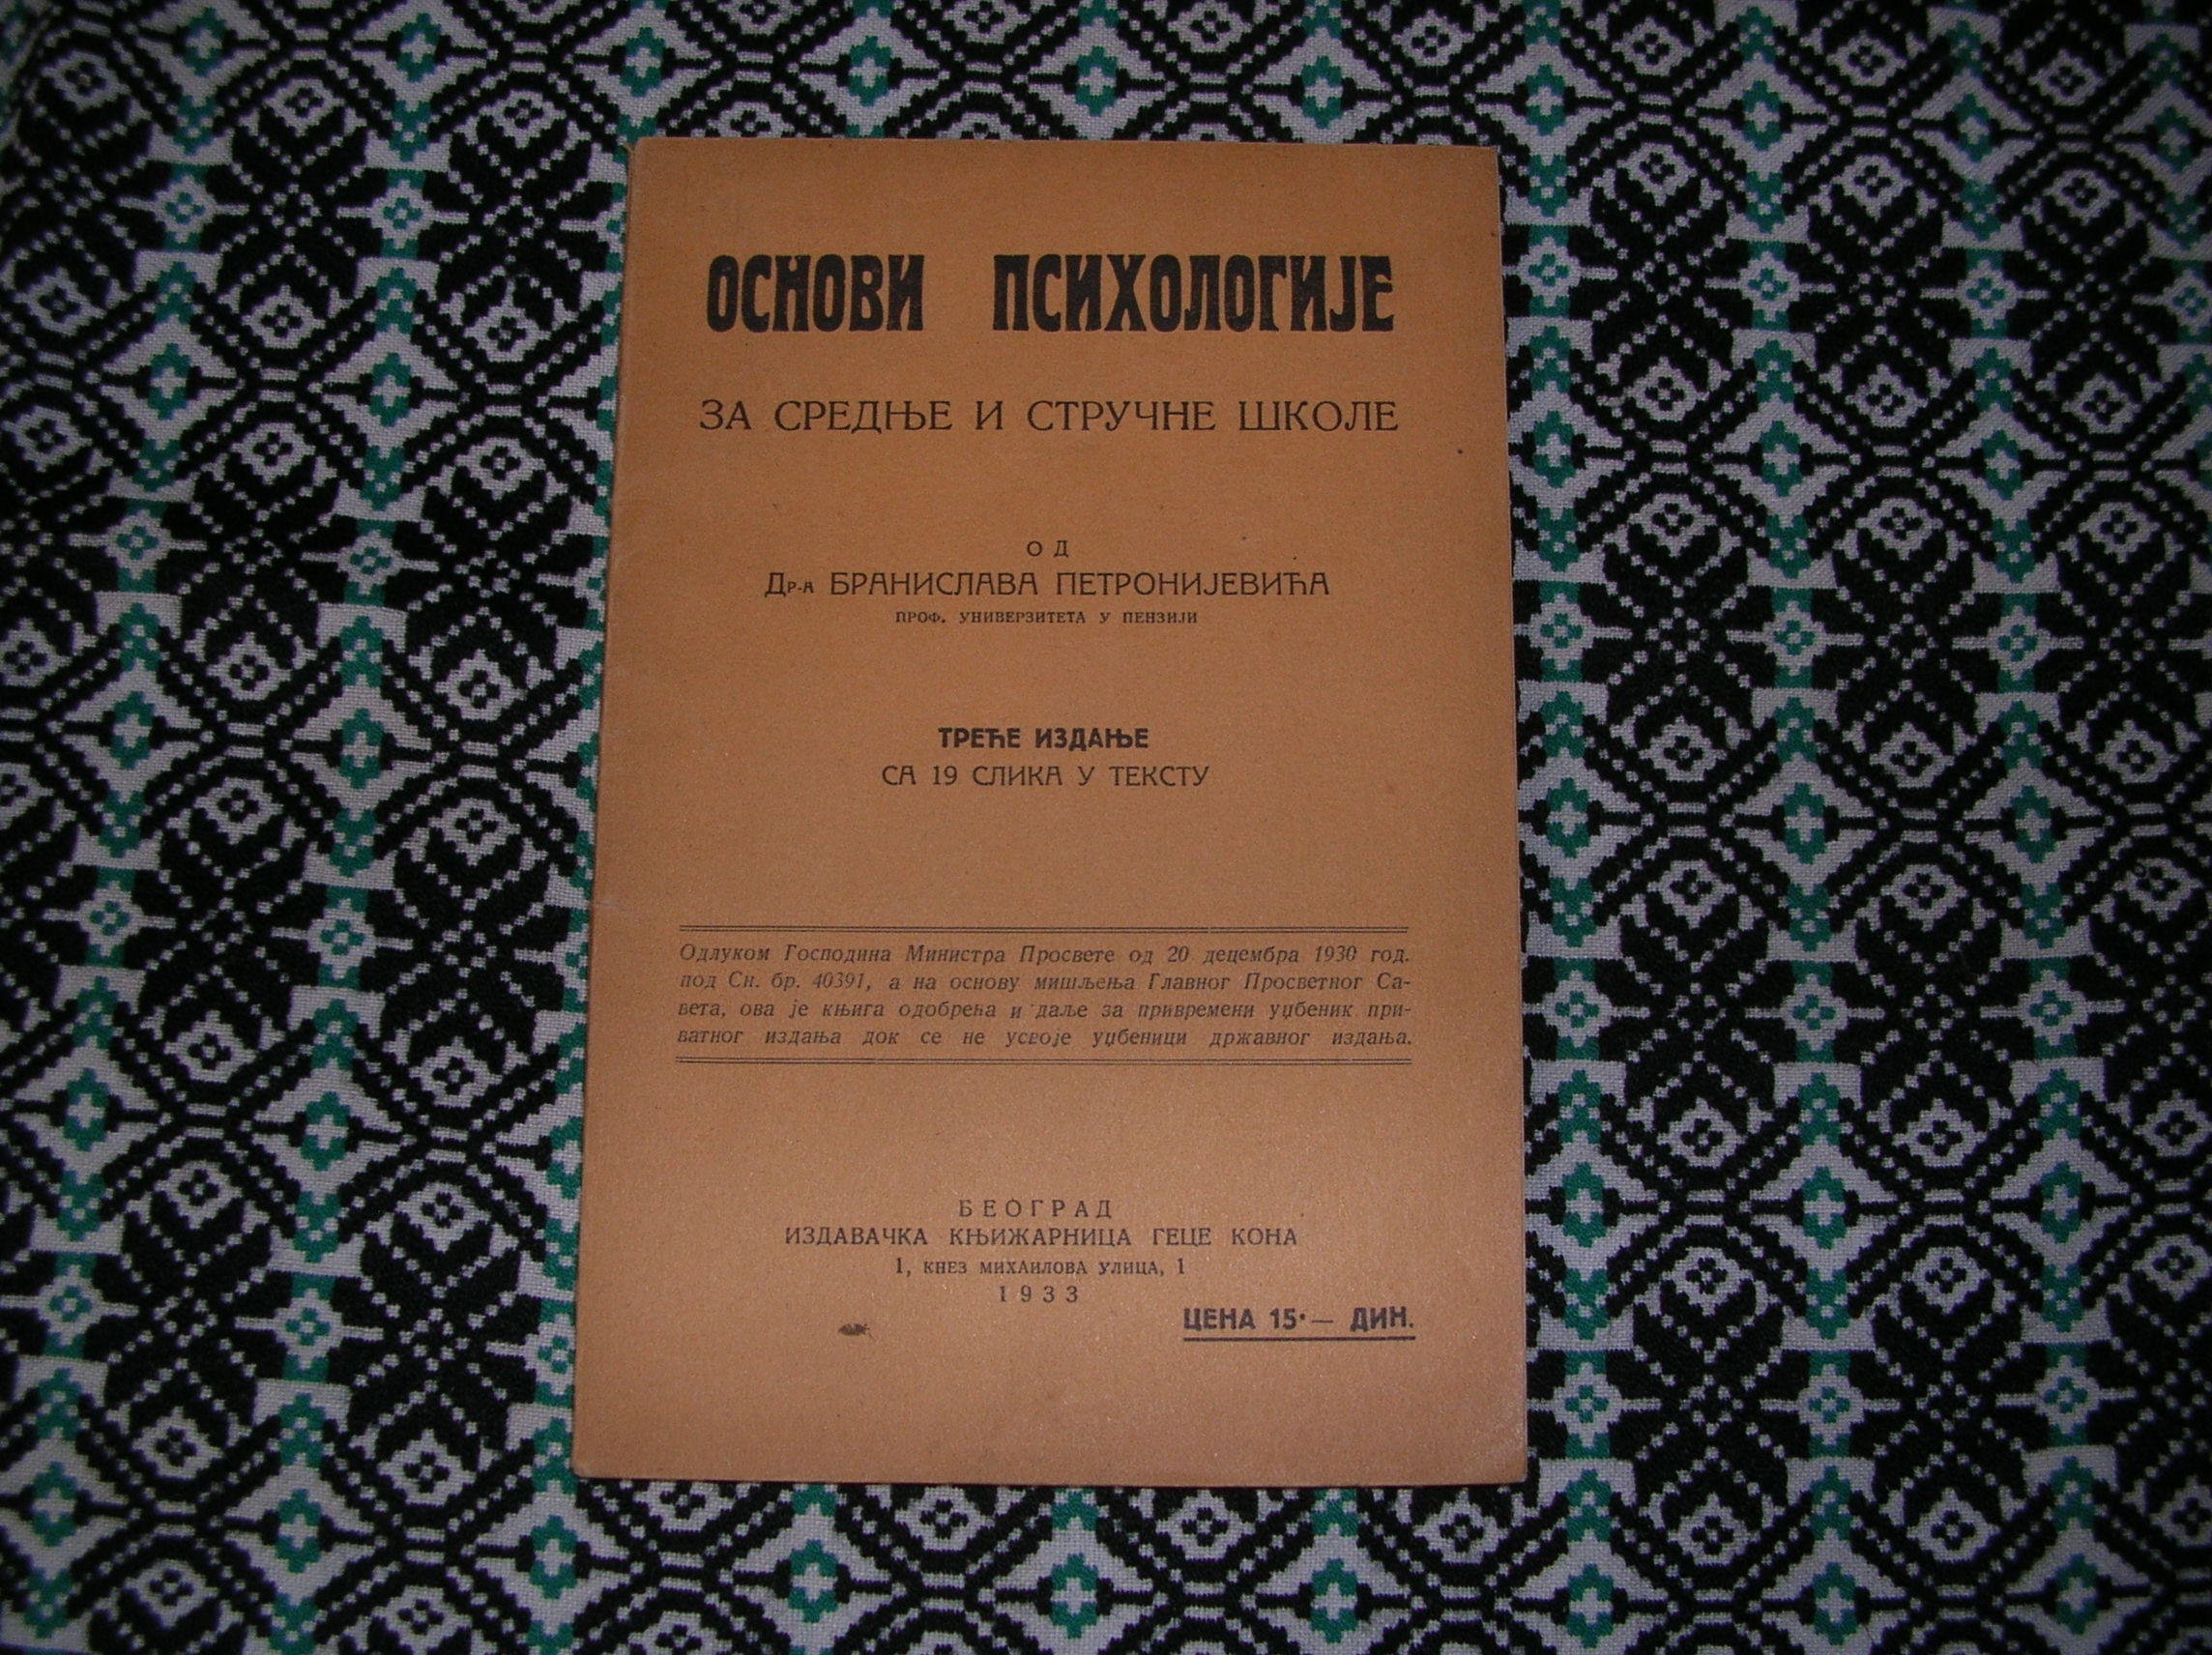 ОСНОВИ ПСИХОЛОГИЈЕ
ЗА СРЕДЊЕ И СТРУЧНЕ ШКОЛЕ
ОД
Др-а БРАНИСЛАВА ПЕТРОНИЈЕВИЋА
ПРОФ. УНИВЕРЗИТЕТА У ПЕНЗИЈИ
ТРЕЋЕ ИЗДАЊЕ
СА 19 СЛИКА У ТЕКСТУ
Одлуком Господина Министра Просвете од 20 децембра 1930 год.
под Сн. бр. 40391, а на основу мишљења Главног Просветног Са-
вета, ова је књига одобрена и даље за привремени уџбеник при-
ватног издања док се не усвоје уџбеници државног издања.
БЕОГРАД
ИЗДАВАЧКА КЊИЖАРНИЦА ГЕЦЕ КОНА
1, КНЕЗ МИХАИЛОВА УЛИЦА, 1
1933
ЦЕНА 15·— ДИН.